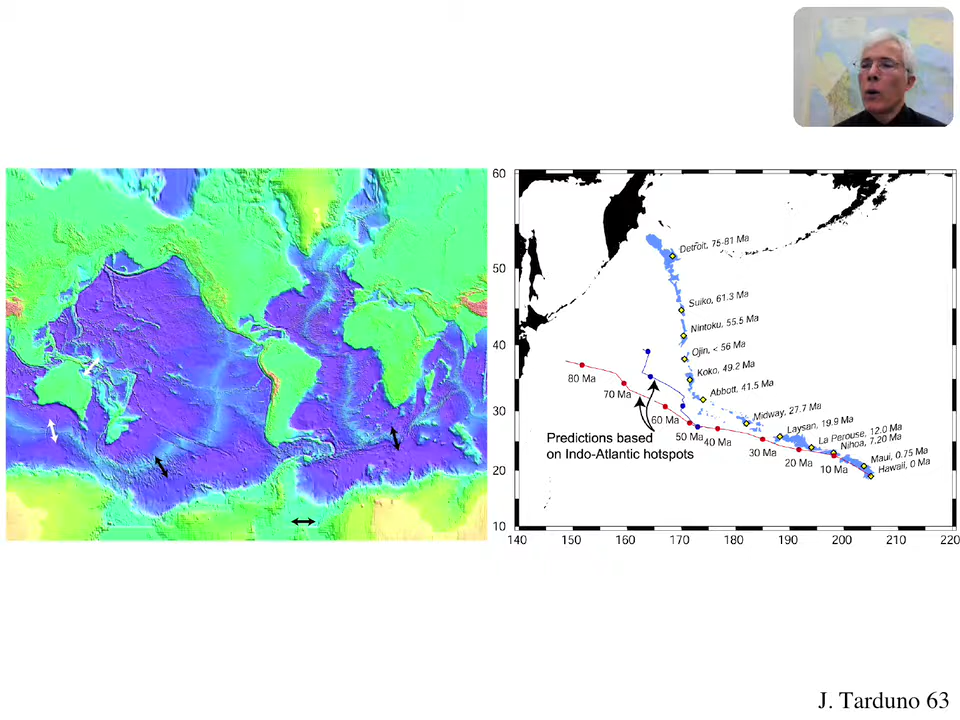 60
50
40
30
20
10
140
150
160
170
180
190
200
210
220
Detroit, 75-81 Ma
Suiko, 61.3 Ma
Nintoku, 55.5 Ma
Ojin, < 56 Ma
Koko, 49.2 Ma
Abbott, 41.5 Ma
Midway, 27.7 Ma
Laysan, 19.9 Ma
La Perouse, 12.0 Ma
Nihoa, 7.20 Ma
Maui, 0.75 Ma
Hawaii, 0 Ma
80 Ma
70 Ma
60 Ma
50 Ma
40 Ma
30 Ma
20 Ma
10 Ma
Predictions based
on Indo-Atlantic hotspots
J. Tarduno 63